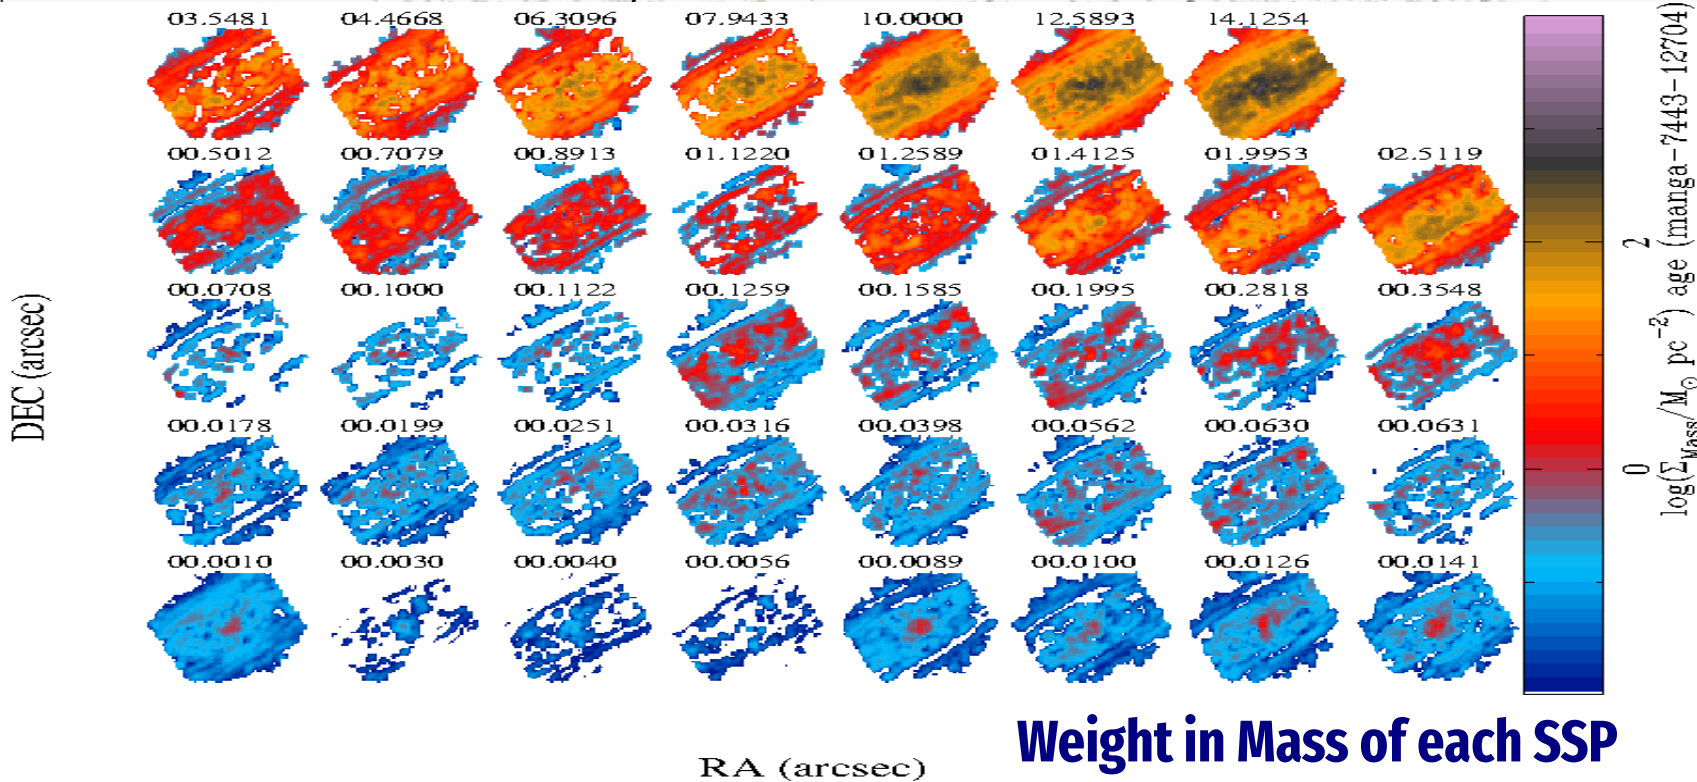 03.5481 04.4668 06.3096 07.9433 10.0000 12.5893 14.1254
00.5012 00.7079 00.8913 01.1220 01.2589 01.4125 01.9953 02.5119
00.0708 00.1000 00.1122 00.1259 00.1585 00.1995 00.2818 00.3548
00.0178 00.0199 00.0251 00.0316 00.0398 00.0562 00.0630 00.0631
00.0010 00.0030 00.0040 00.0056 00.0089 00.0100 00.0126 00.0141
DEC (arcsec)
RA (arcsec)
2
0
log(Σ_Mass/M_⊙ pc^-2) age (manga-7443-12704)
Weight in Mass of each SSP